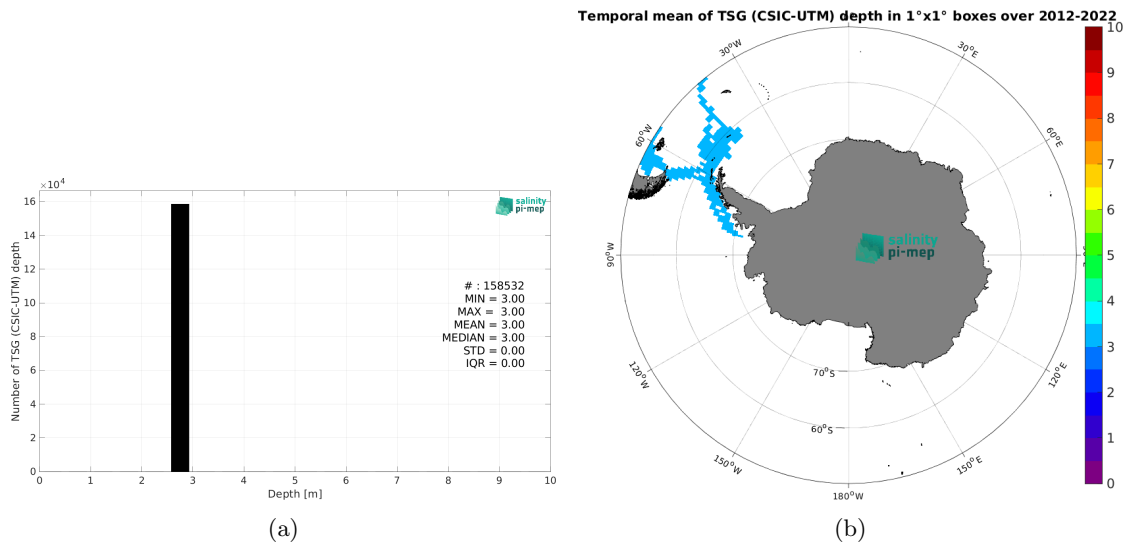 ×10⁴
16
14
12
10
8
6
4
2
0
Number of TSG (CSIC-UTM) depth
0 1 2 3 4 5 6 7 8 9 10
Depth [m]
salinity
pi-mep
# : 158532
MIN = 3.00
MAX = 3.00
MEAN = 3.00
MEDIAN = 3.00
STD = 0.00
IQR = 0.00
(a)
Temporal mean of TSG (CSIC-UTM) depth in 1°x1° boxes over 2012-2022
30°W
30°E
60°W
60°E
90°W
120°W
120°E
150°W
150°E
180°W
70°S
60°S
salinity
pi-mep
10
9
8
7
6
5
4
3
2
1
0
(b)